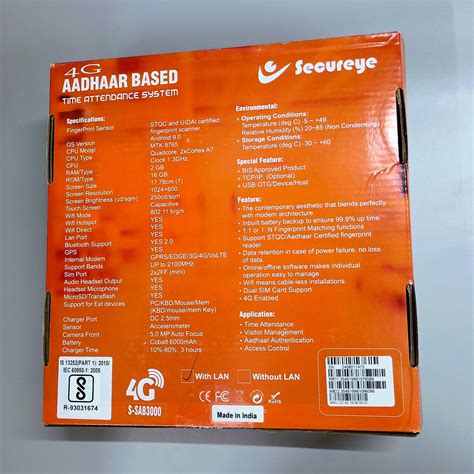 4G
AADHAAR BASED
TIME ATTENDANCE SYSTEM
Secureye
Specifications:
FingerPrint Sensor STQC and UIDAI certified
fingerprint scanner
OS Version Android 9.0
CPU Model MTK 8765
CPU Type Quadcore, 2xCortex A7
CPU Clock 1.3GHz
RAM/Type 2 GB
ROM/Type 16 GB
Screen Size 17.78cm (7)
Screen Resolution 1024×600
Screen Brightness (cd/sqm) 250cd/sqcm
Touch Screen Capacitive
Wifi Mode 802.11 b/g/n
Wifi Hotspot YES
Wifi Direct YES
Lan Port YES
Bluetooth Support YES 2.0
GPS YES
Internal Modem GPRS/EDGE/3G/4G/VoLTE
Support Bands Up to 2100MHz
Sim Port 2x2FF (mini)
Audio Headset Output YES
Headset Microphone YES
MicroSD/Transflash YES
Support for Ext devices PC/KBD/Mouse/Mem
(KBD/mouse/mem key)
Charger Port DC 2.5mm
Sensor Accelerometer
Camera Front 5.0 MP Auto Focus
Battery Cobalt 6000mAh
Charger Time 10%-80%: 3 hours
Environmental:
• Operating Conditions:
Temperature (deg C) -5 ~ +49
Relative Humidity (%) 20~85 (Non Condensing)
• Storage Conditions:
Temperature (deg C) -30 ~ +60
Special Feature:
• BIS Approved Product
• TCP/IP (Optional)
• USB OTG/Device/Host
Feature:
• The contemporary aesthetic that blends perfectly
with modern architecture
• Inbuilt battery backup to ensure 99.9% up time
• 1:1 or 1: N Fingerprint Matching functions
• Support STQC/Aadhaar Certified fingerprint
reader
• Data retention in case of power failure, no loss
of data.
• Online/offline software makes individual
operation easy to manage.
• Wifi means cable-less installations.
• Dual SIM Card Support
• 4G Enabled
Application:
• Time Attendance
• Visitor Management
• Aadhaar Authentication
• Access Control
IS 13252(PART 1): 2010/
IEC 60950-1: 2005
R-93031674
4G
S-SAB3000
With LAN
Without LAN
CE
RoHS
Made in India